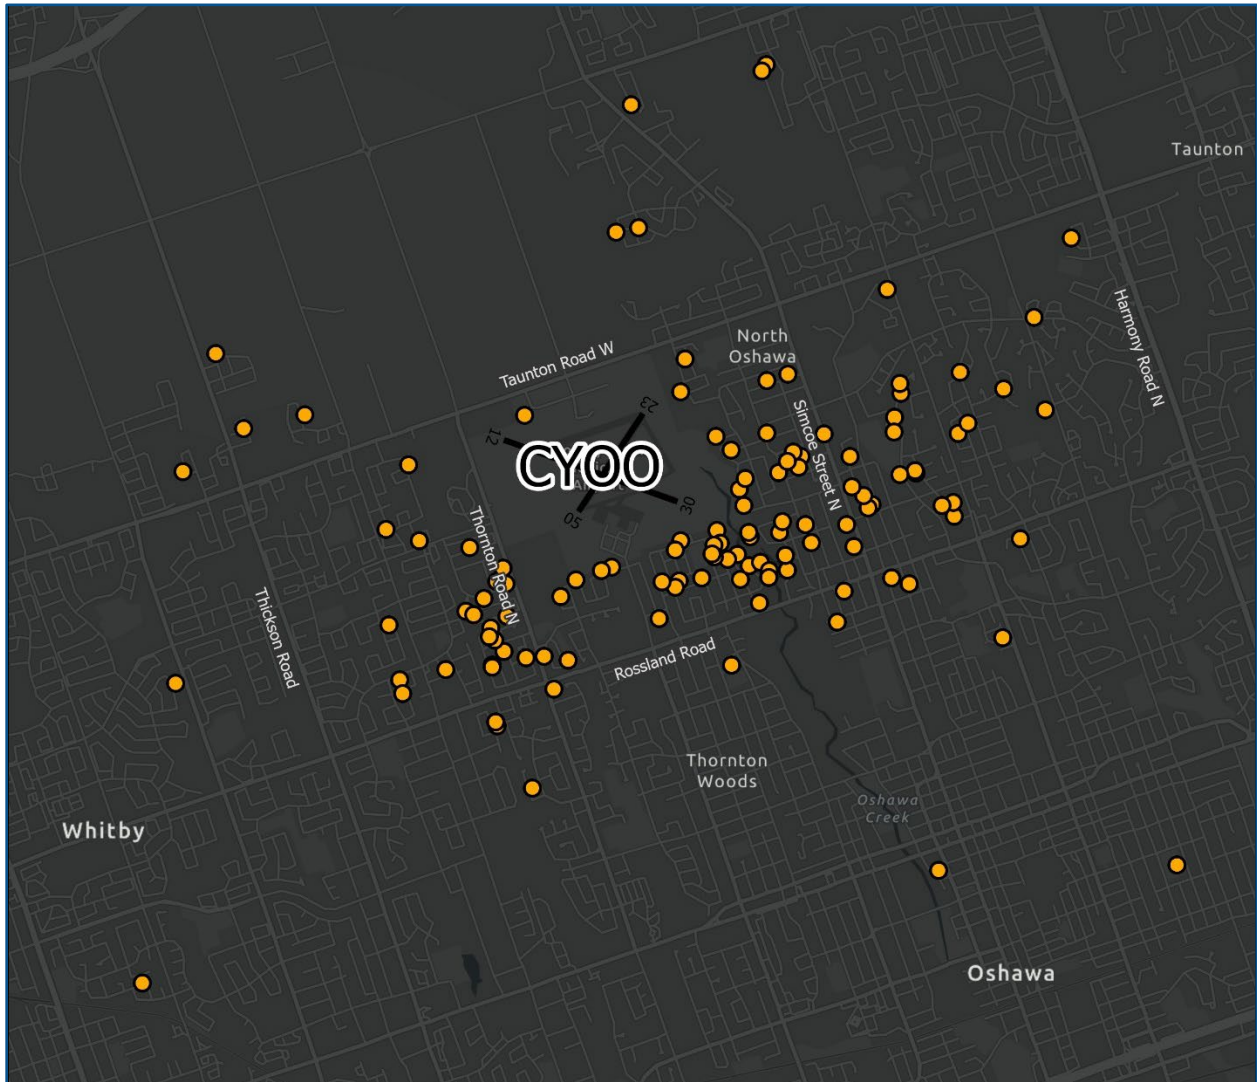 Taunton
Harmony Road N
North
Oshawa
Taunton Road W
Simcoe Street N
23
12
CYOO
30
05
Thornton Road N
Thickson Road
Rossland Road
Thornton
Woods
Oshawa
Creek
Whitby
Oshawa